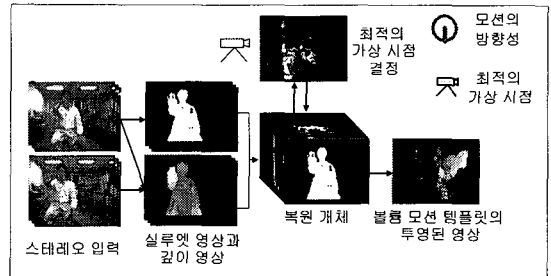 최적의
가상 시점
결정
모션의
방향성
최적의
가상 시점
스테레오 입력
실루엣 영상과
깊이 영상
복원 개체
볼륨 모션 템플릿의
투영된 영상